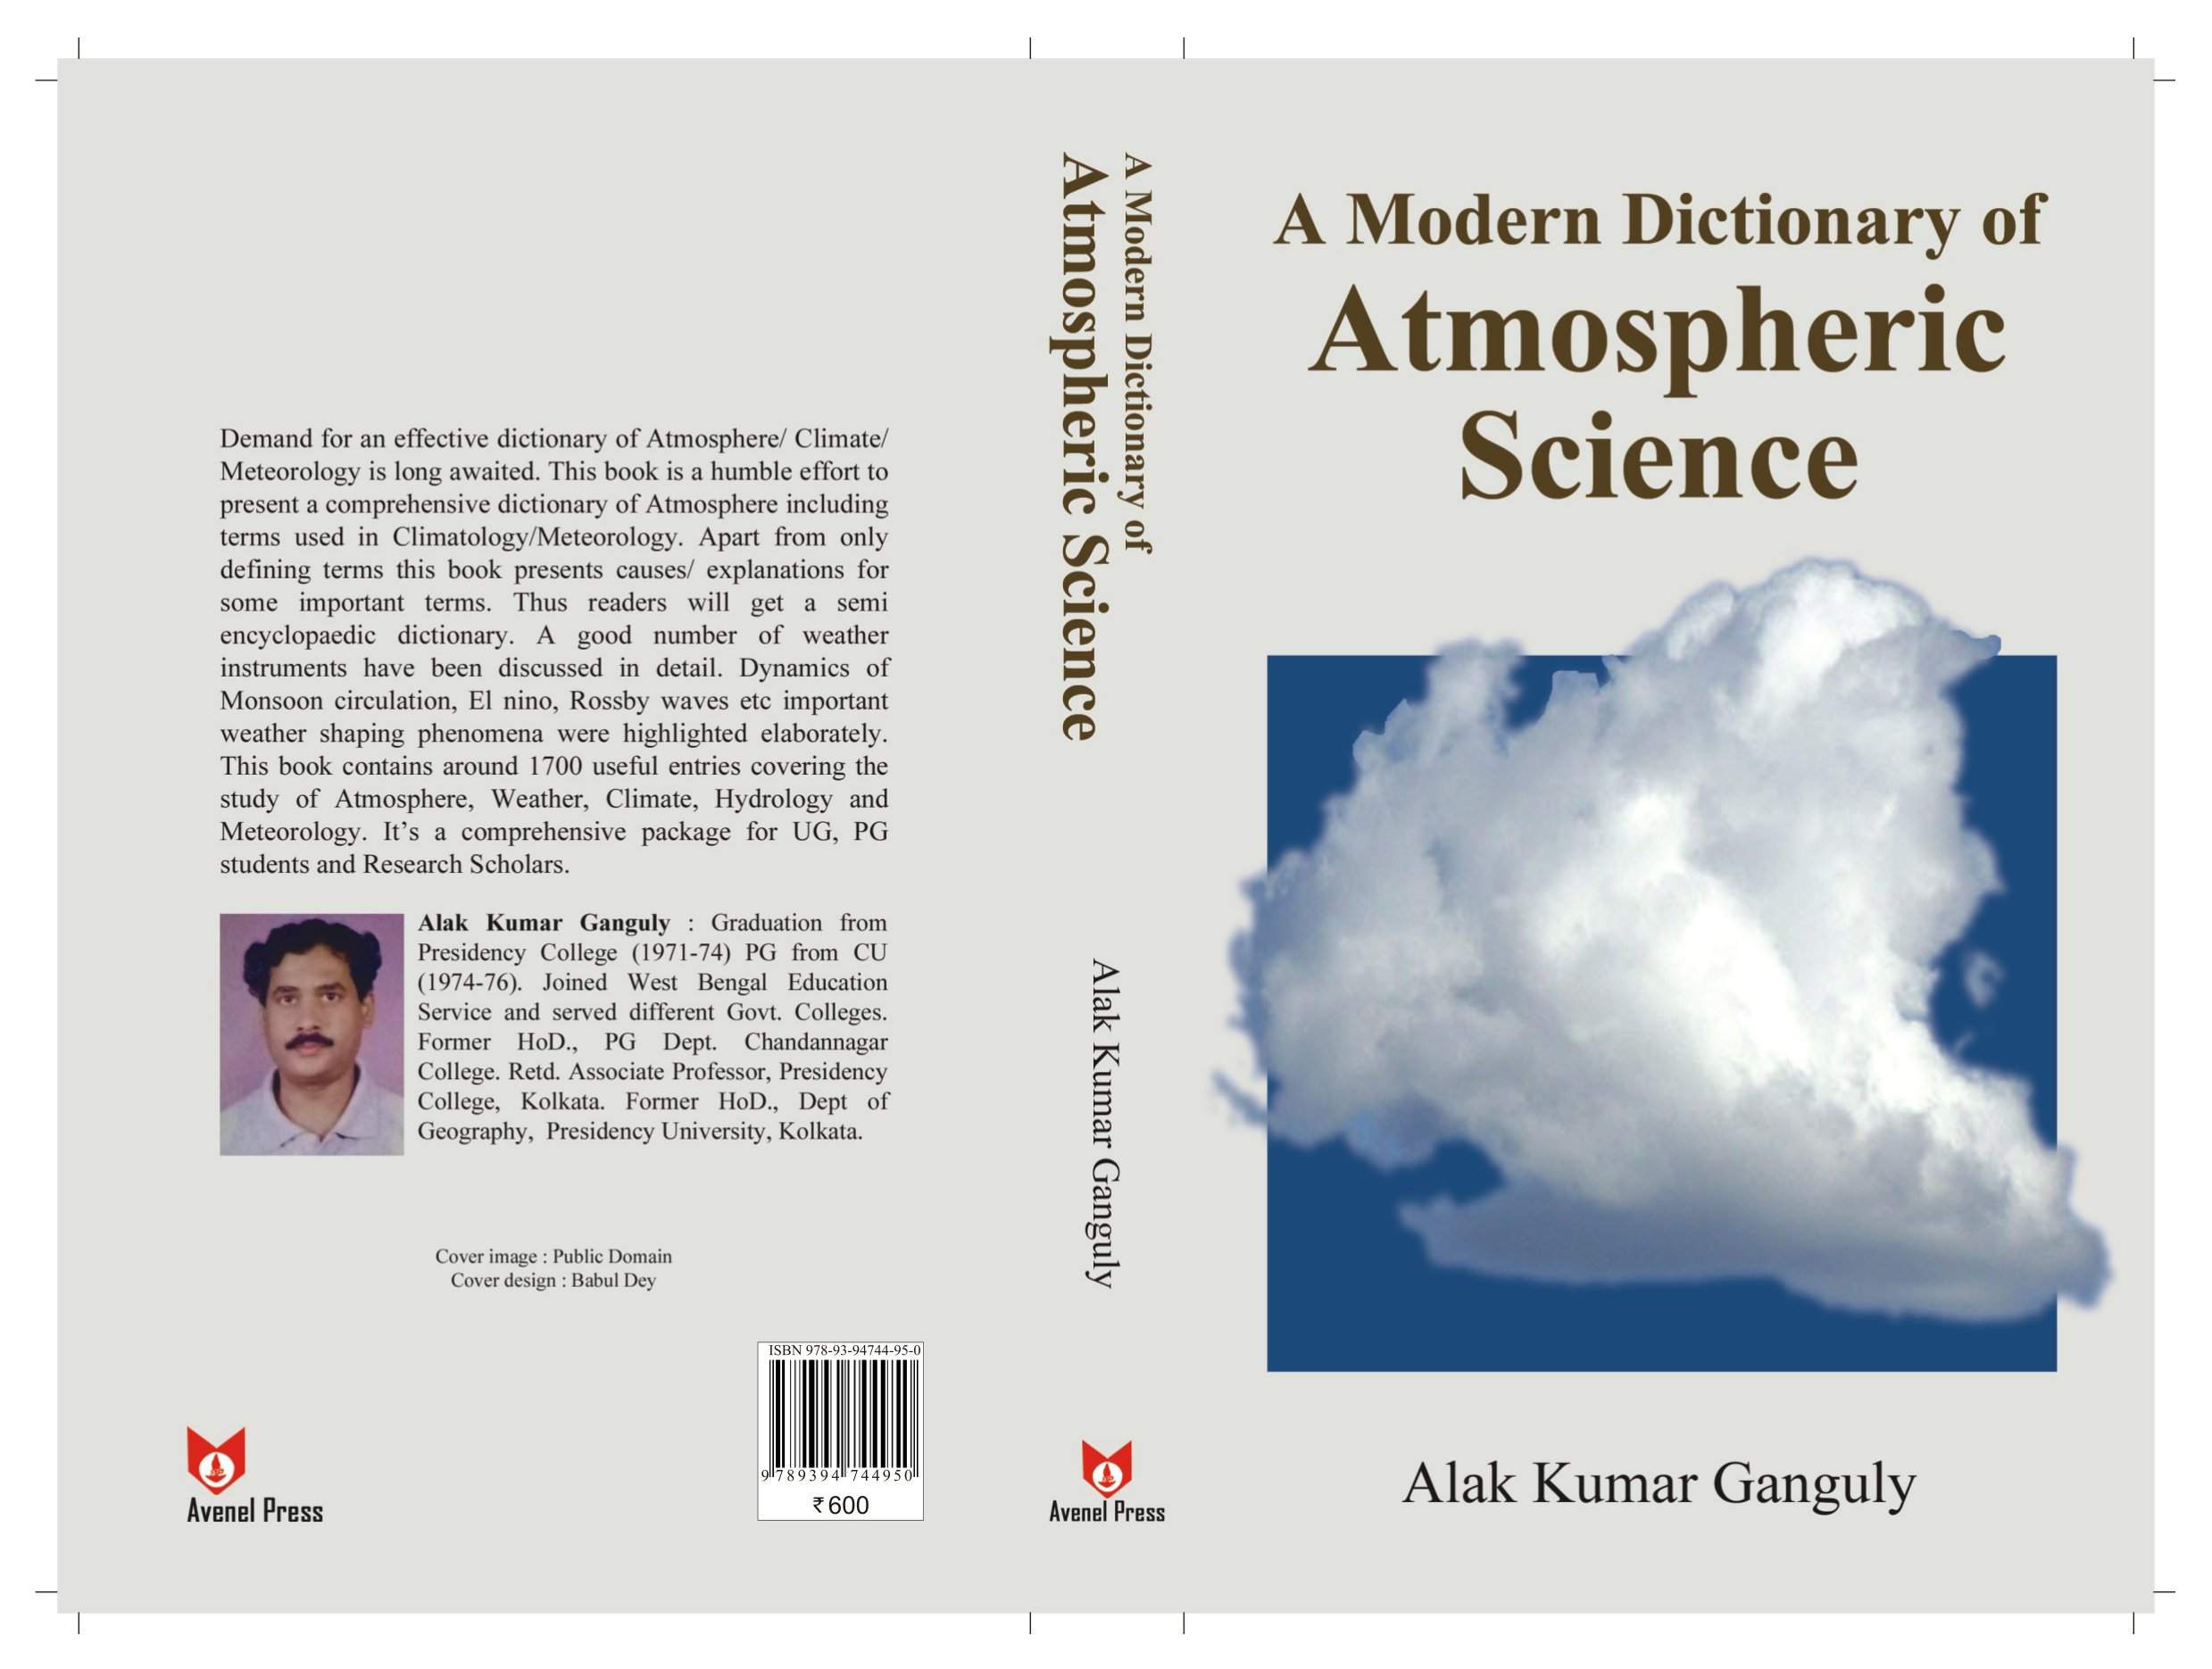 Demand for an effective dictionary of Atmosphere/ Climate/
Meteorology is long awaited. This book is a humble effort to
present a comprehensive dictionary of Atmosphere including
terms used in Climatology/Meteorology. Apart from only
defining terms this book presents causes/ explanations for
some important terms. Thus readers will get a semi
encyclopaedic dictionary. A good number of weather
instruments have been discussed in detail. Dynamics of
Monsoon circulation, El nino, Rossby waves etc important
weather shaping phenomena were highlighted elaborately.
This book contains around 1700 useful entries covering the
study of Atmosphere, Weather, Climate, Hydrology and
Meteorology. It’s a comprehensive package for UG, PG
students and Research Scholars.
Alak Kumar Ganguly : Graduation from
Presidency College (1971-74) PG from CU
(1974-76). Joined West Bengal Education
Service and served different Govt. Colleges.
Former HoD., PG Dept. Chandannagar
College. Retd. Associate Professor, Presidency
College, Kolkata. Former HoD., Dept of
Geography, Presidency University, Kolkata.
Cover image : Public Domain
Cover design : Babul Dey
ISBN 978-93-94744-95-0
9 789394 744950
₹ 600
Avenel Press
A Modern Dictionary of
Atmospheric Science
Alak Kumar Ganguly
Avenel Press
A Modern Dictionary of
Atmospheric
Science
Alak Kumar Ganguly